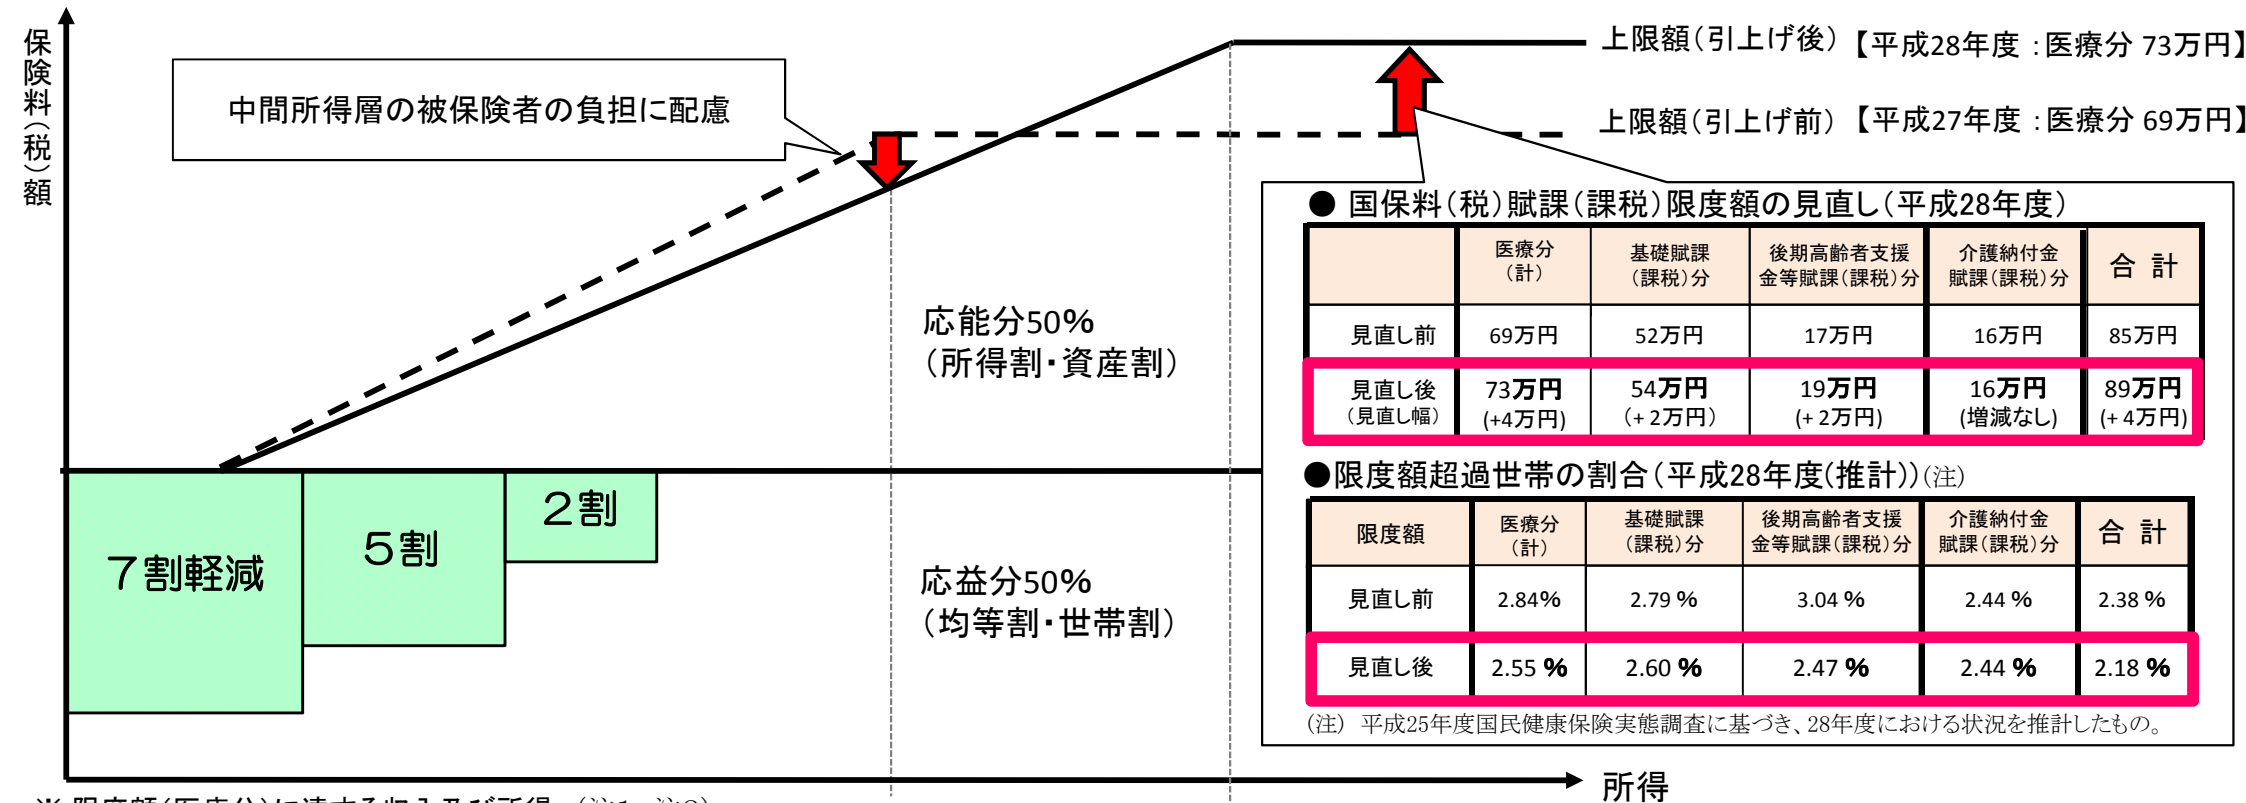 保険料（税）額
中間所得層の被保険者の負担に配慮
上限額（引上げ後）【平成28年度：医療分 73万円】
上限額（引上げ前）【平成27年度：医療分 69万円】
応能分50％
（所得割・資産割）
7割軽減
5割
2割
応益分50％
（均等割・世帯割）
所得
● 国保料（税）賦課（課税）限度額の見直し（平成28年度）
医療分（計） 基礎賦課（課税）分 後期高齢者支援金等賦課（課税）分 介護納付金賦課（課税）分 合 計
見直し前 69万円 52万円 17万円 16万円 85万円
見直し後 73万円 54万円 19万円 16万円 89万円
（見直し幅） (+4万円) (+2万円) (+2万円) (増減なし) (+4万円)
●限度額超過世帯の割合（平成28年度(推計)）(注)
限度額 医療分（計） 基礎賦課（課税）分 後期高齢者支援金等賦課（課税）分 介護納付金賦課（課税）分 合 計
見直し前 2.84% 2.79 % 3.04 % 2.44 % 2.38 %
見直し後 2.55 % 2.60 % 2.47 % 2.44 % 2.18 %
(注) 平成25年度国民健康保険実態調査に基づき、28年度における状況を推計したもの。